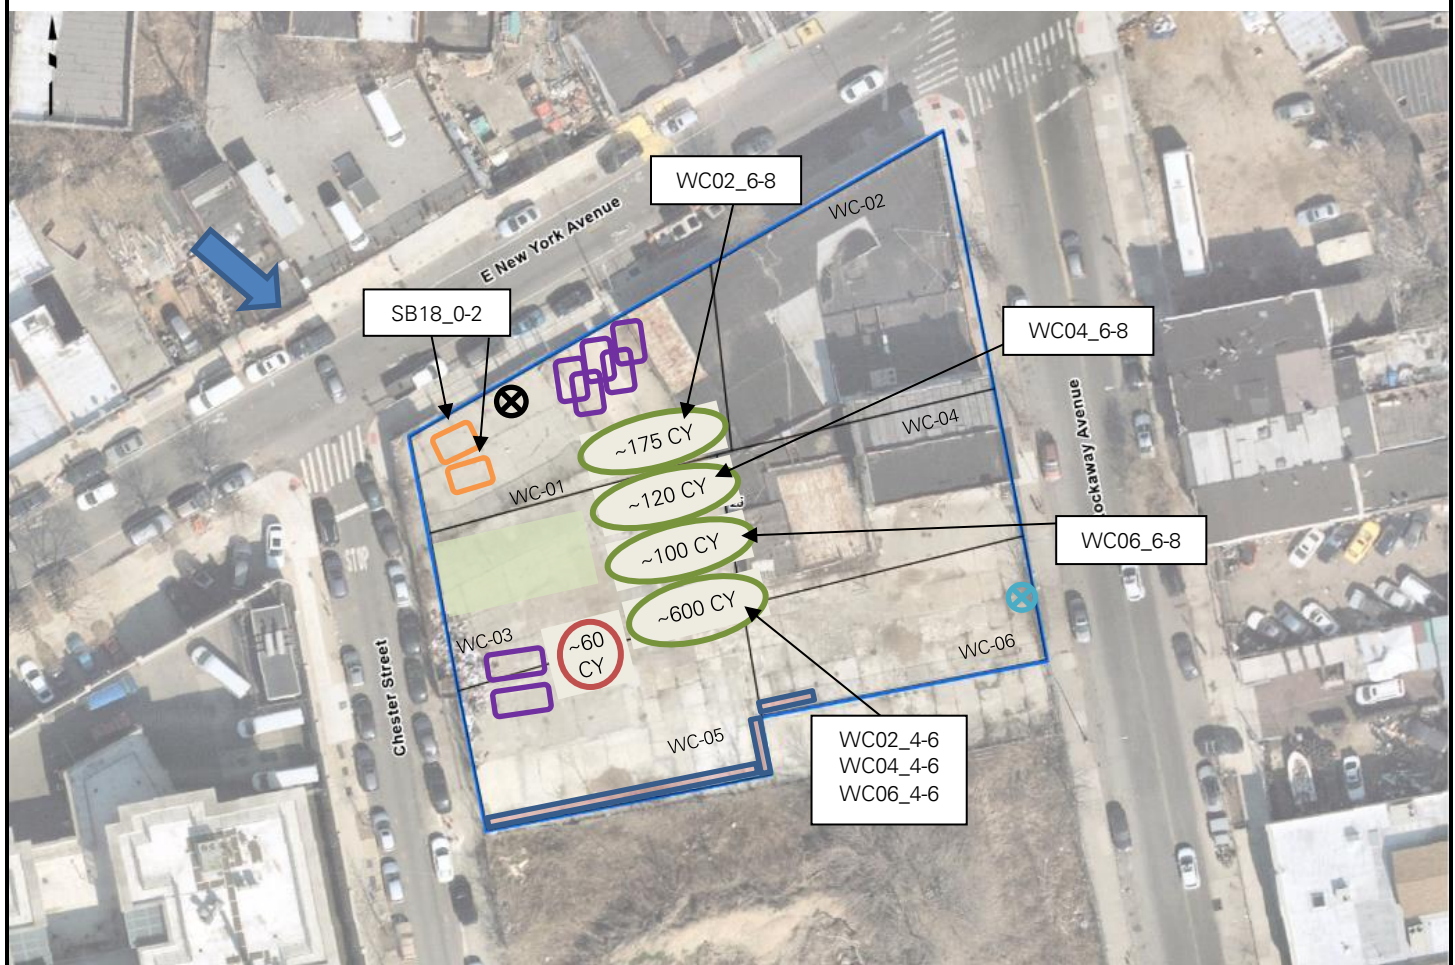 WC02_6-8
WC-02
E New York Avenue
SB18_0-2
WC04_6-8
WC-04
~175 CY
WC-01
~120 CY
~100 CY
WC06_6-8
~600 CY
WC-03
~60
CY
WC-06
WC-05
Chester Street
ockaway Avenue
WC02_4-6
WC04_4-6
WC06_4-6
STOP